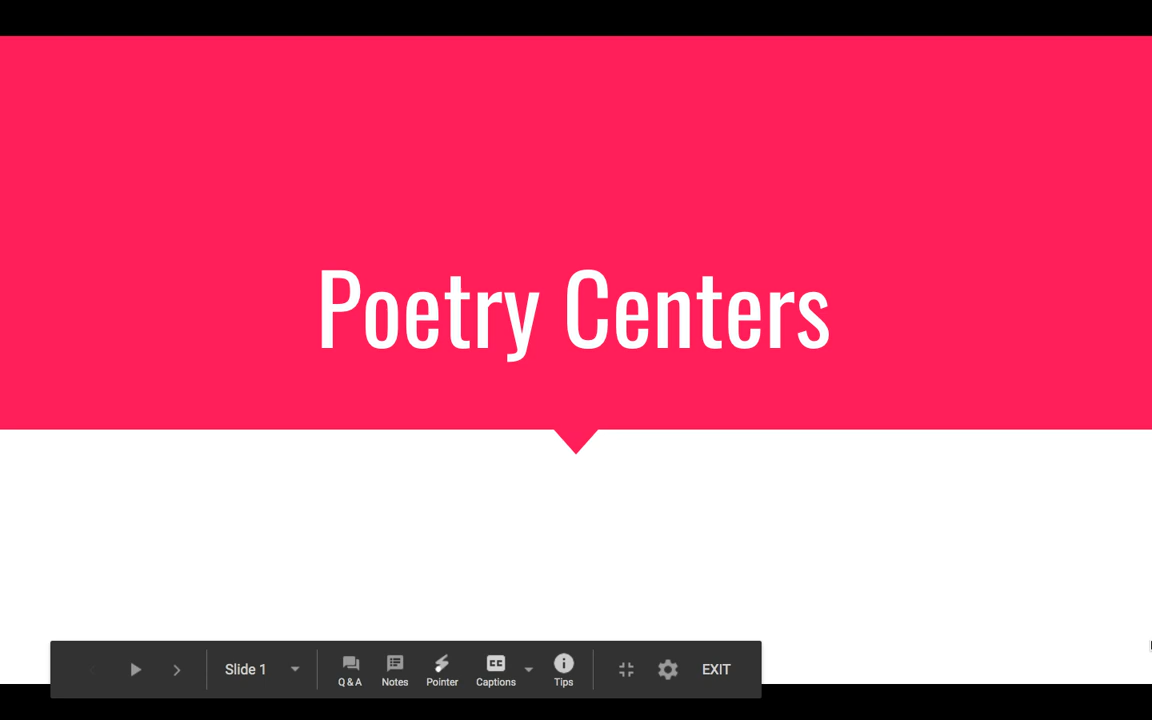 Poetry Centers
Slide 1
Q & A
Notes
Pointer
Captions
Tips
EXIT